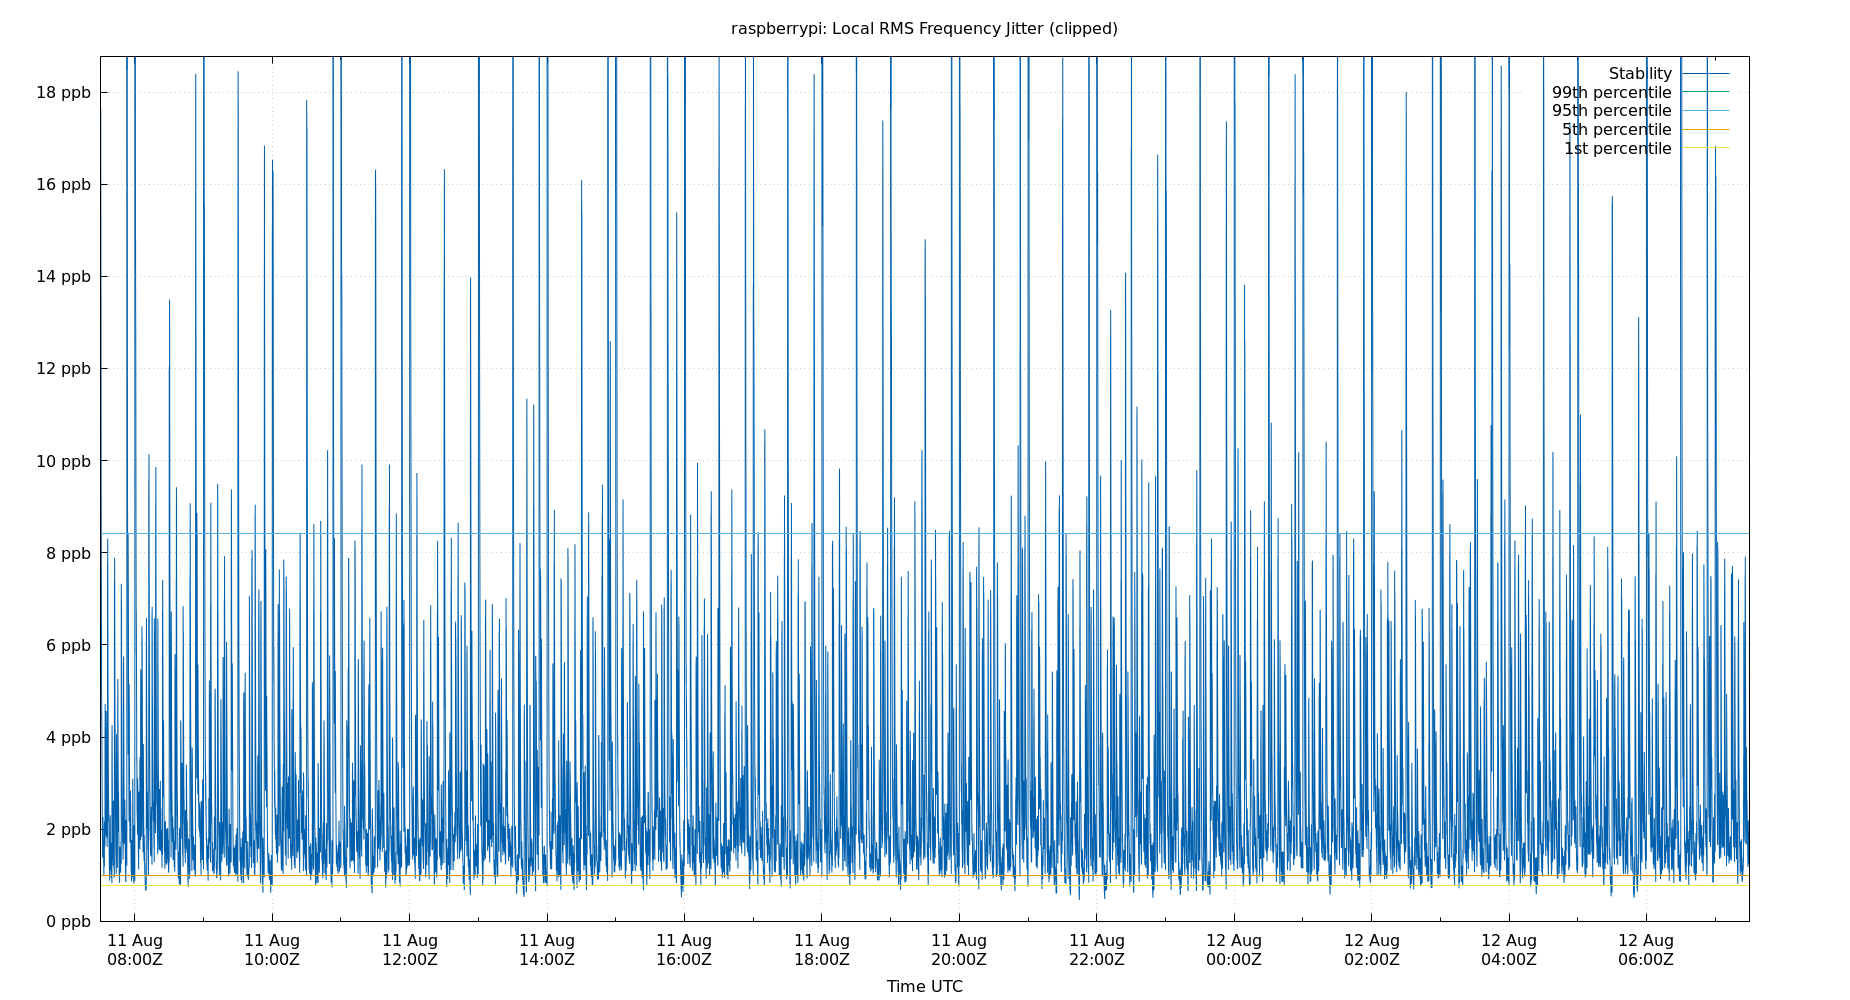 raspberrypi: Local RMS Frequency Jitter (clipped)
Stability
99th percentile
95th percentile
5th percentile
1st percentile
18 ppb
16 ppb
14 ppb
12 ppb
10 ppb
8 ppb
6 ppb
4 ppb
2 ppb
0 ppb
11 Aug 11 Aug 11 Aug 11 Aug 11 Aug 11 Aug 11 Aug 11 Aug 12 Aug 12 Aug 12 Aug 12 Aug
08:00Z 10:00Z 12:00Z 14:00Z 16:00Z 18:00Z 20:00Z 22:00Z 00:00Z 02:00Z 04:00Z 06:00Z
Time UTC